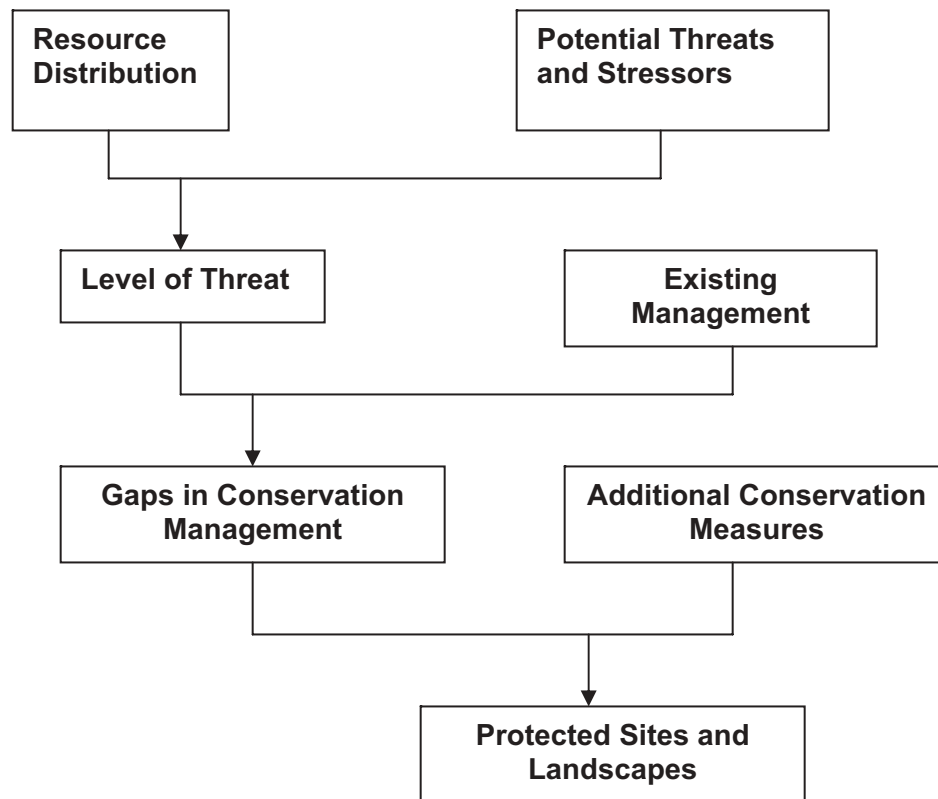 Resource
Distribution
Potential Threats
and Stressors
Level of Threat
Existing
Management
Gaps in Conservation
Management
Additional Conservation
Measures
Protected Sites and
Landscapes